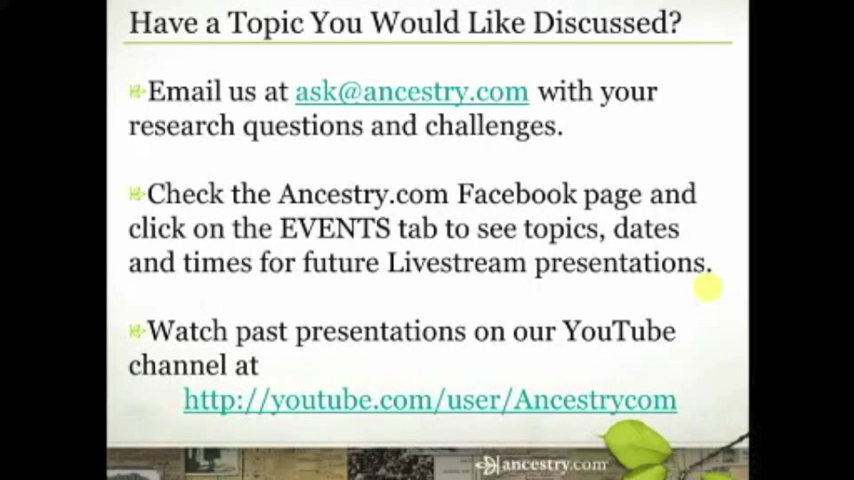 Have a Topic You Would Like Discussed?
Email us at ask@ancestry.com with your
research questions and challenges.
Check the Ancestry.com Facebook page and
click on the EVENTS tab to see topics, dates
and times for future Livestream presentations.
Watch past presentations on our YouTube
channel at
http://youtube.com/user/Ancestrycom
ancestry.com